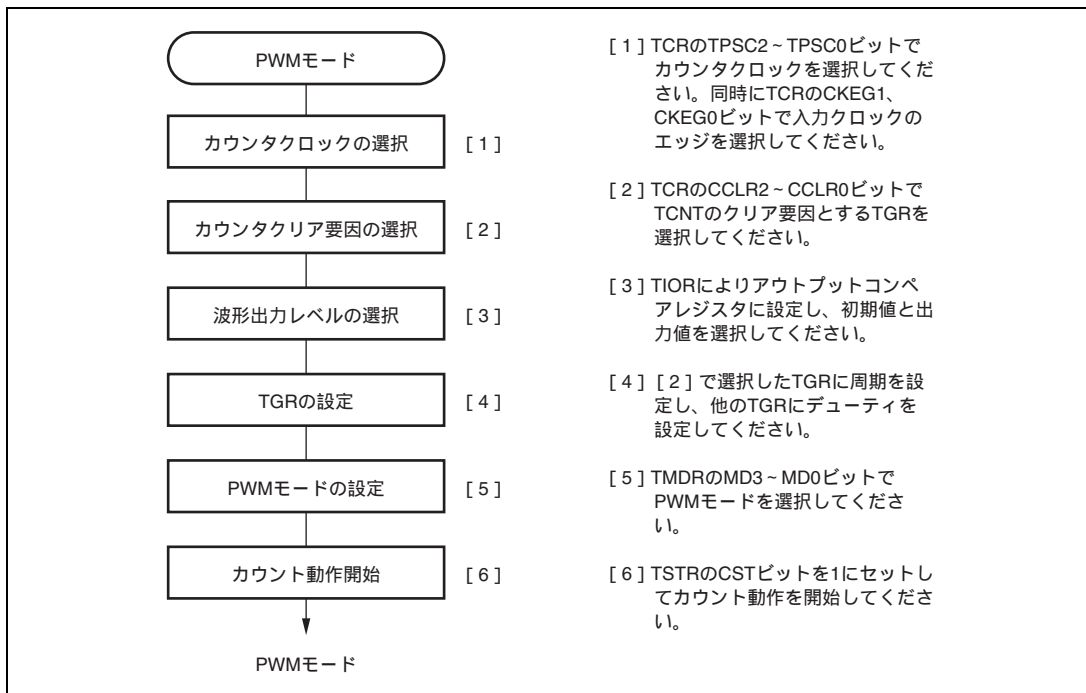 PWMモード
カウンタクロックの選択 [ 1 ]
カウンタクリア要因の選択 [ 2 ]
波形出力レベルの選択 [ 3 ]
TGRの設定 [ 4 ]
PWMモードの設定 [ 5 ]
カウント動作開始 [ 6 ]
PWMモード
[ 1 ] TCRのTPSC2~TPSC0ビットで
カウンタクロックを選択してくだ
さい。同時にTCRのCKEG1、
CKEG0ビットで入力クロックの
エッジを選択してください。
[ 2 ] TCRのCCLR2~CCLR0ビットで
TCNTのクリア要因とするTGRを
選択してください。
[ 3 ] TIORによりアウトプットコンペ
アレジスタに設定し、初期値と出
力値を選択してください。
[ 4 ] [ 2 ] で選択したTGRに周期を設
定し、他のTGRにデューティを
設定してください。
[ 5 ] TMDRのMD3~MD0ビットで
PWMモードを選択してくださ
い。
[ 6 ] TSTRのCSTビットを1にセットし
てカウント動作を開始してくださ
い。